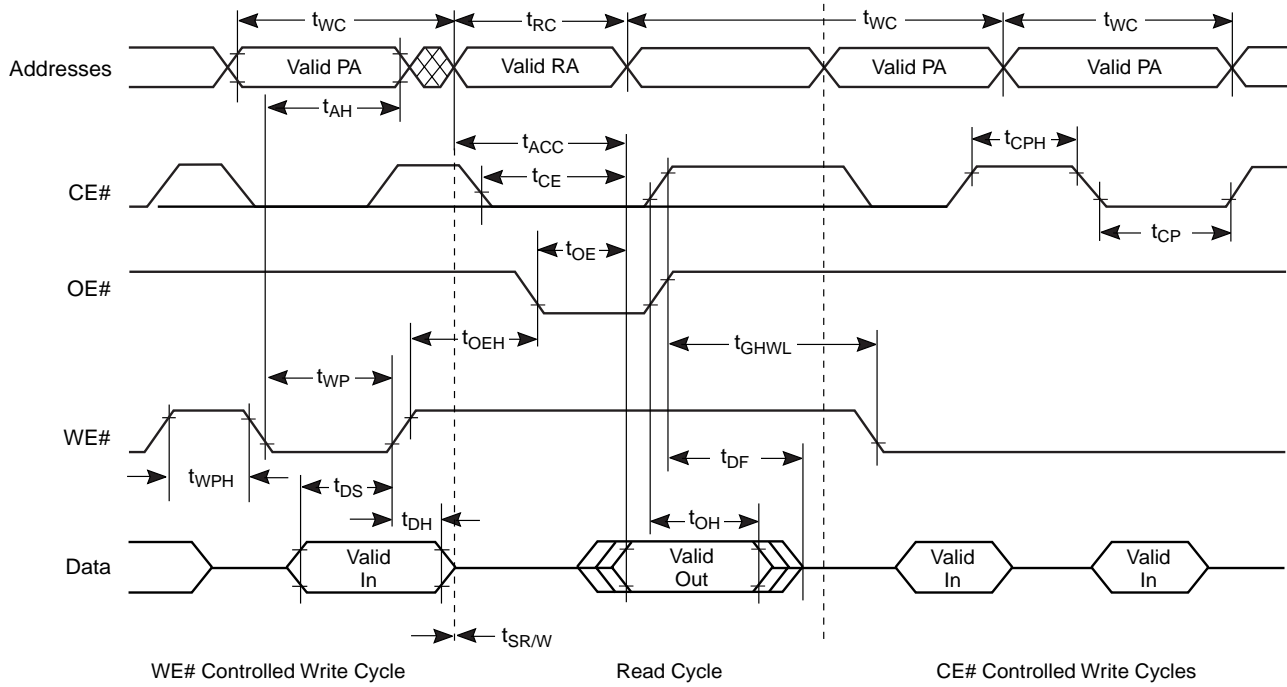 tWC tRC tWC tWC
Addresses Valid PA Valid RA Valid PA Valid PA
tAH
tACC tCPH
tCE
CE#
tCP
tOE
OE#
tOEH tGHWL
tWP
WE#
tDF
tWPH tDS
tDH tOH
Data Valid In Valid Out Valid In Valid In
tSR/W
WE# Controlled Write Cycle Read Cycle CE# Controlled Write Cycles